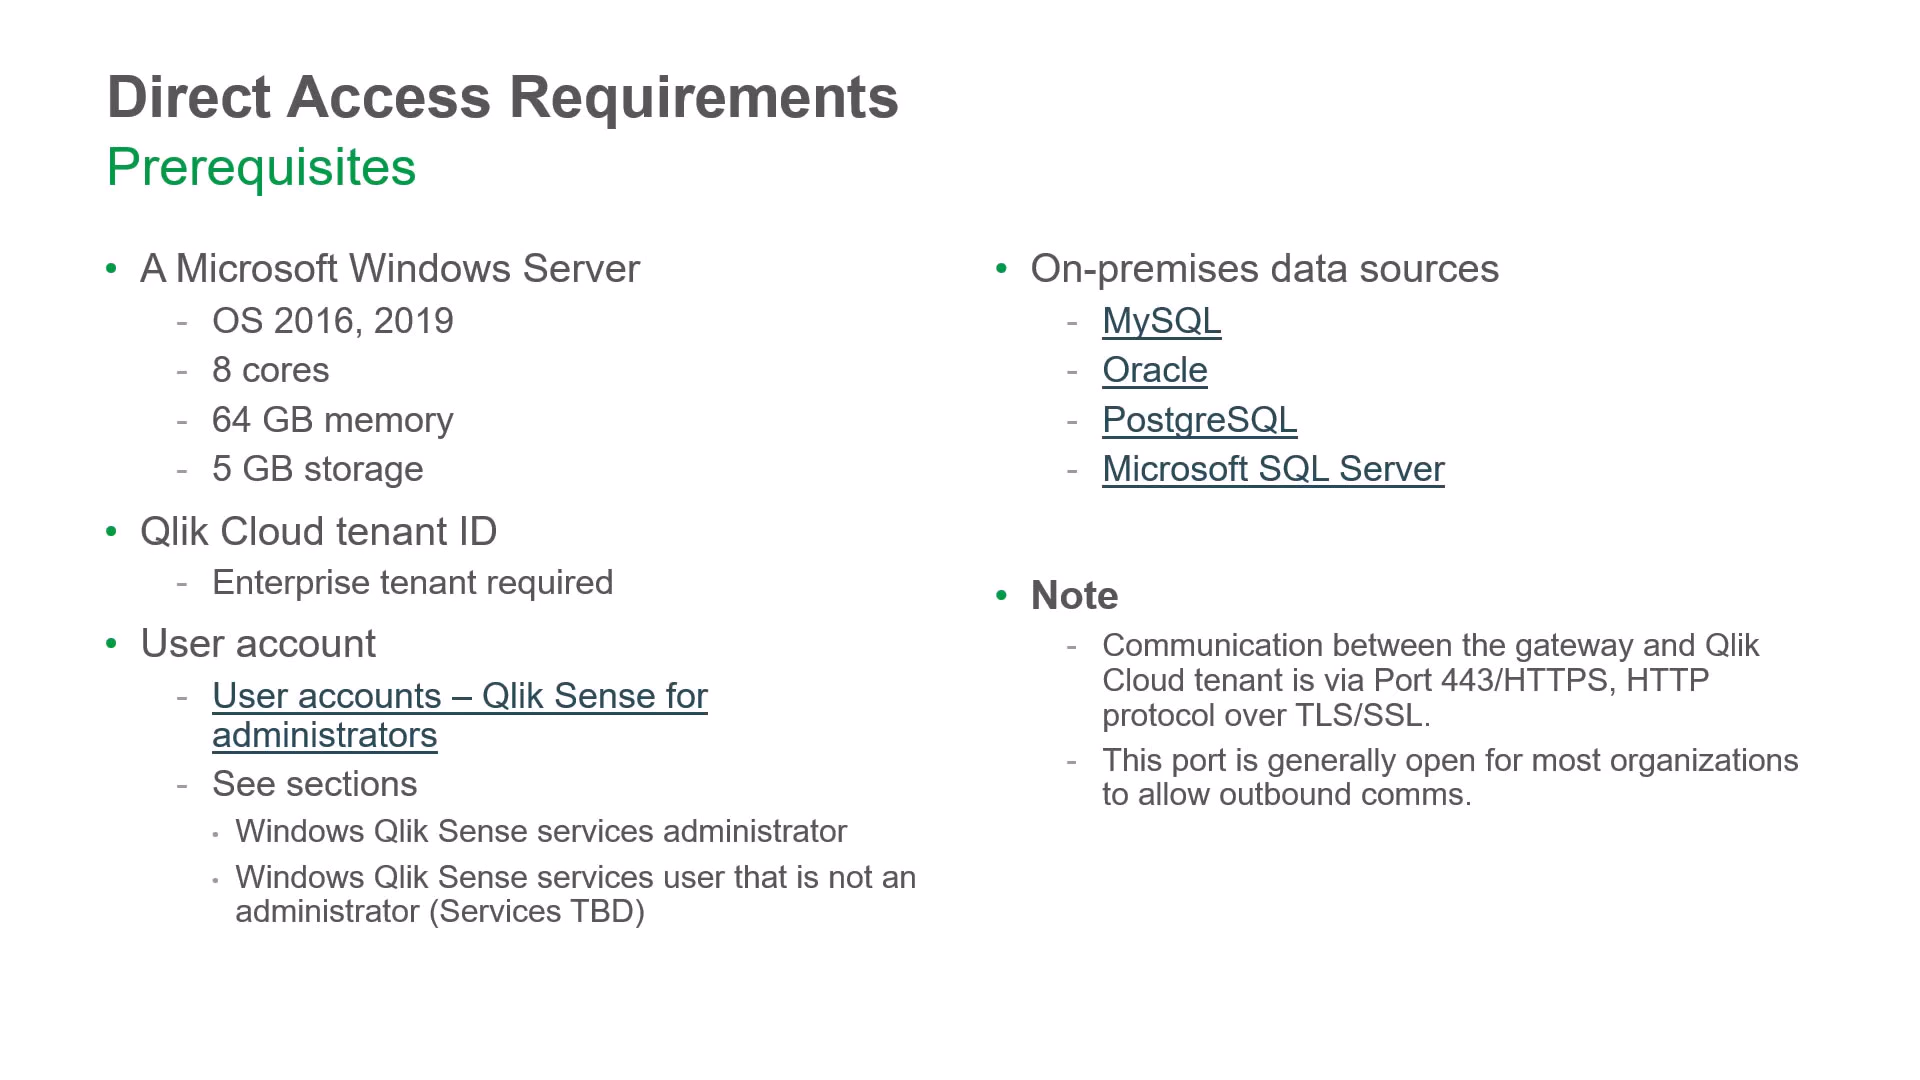 Direct Access Requirements
Prerequisites
• A Microsoft Windows Server
- OS 2016, 2019
- 8 cores
- 64 GB memory
- 5 GB storage
• Qlik Cloud tenant ID
- Enterprise tenant required
• User account
- User accounts – Qlik Sense for
administrators
- See sections
• Windows Qlik Sense services administrator
• Windows Qlik Sense services user that is not an
administrator (Services TBD)
• On-premises data sources
- MySQL
- Oracle
- PostgreSQL
- Microsoft SQL Server
• Note
- Communication between the gateway and Qlik
Cloud tenant is via Port 443/HTTPS, HTTP
protocol over TLS/SSL.
- This port is generally open for most organizations
to allow outbound comms.